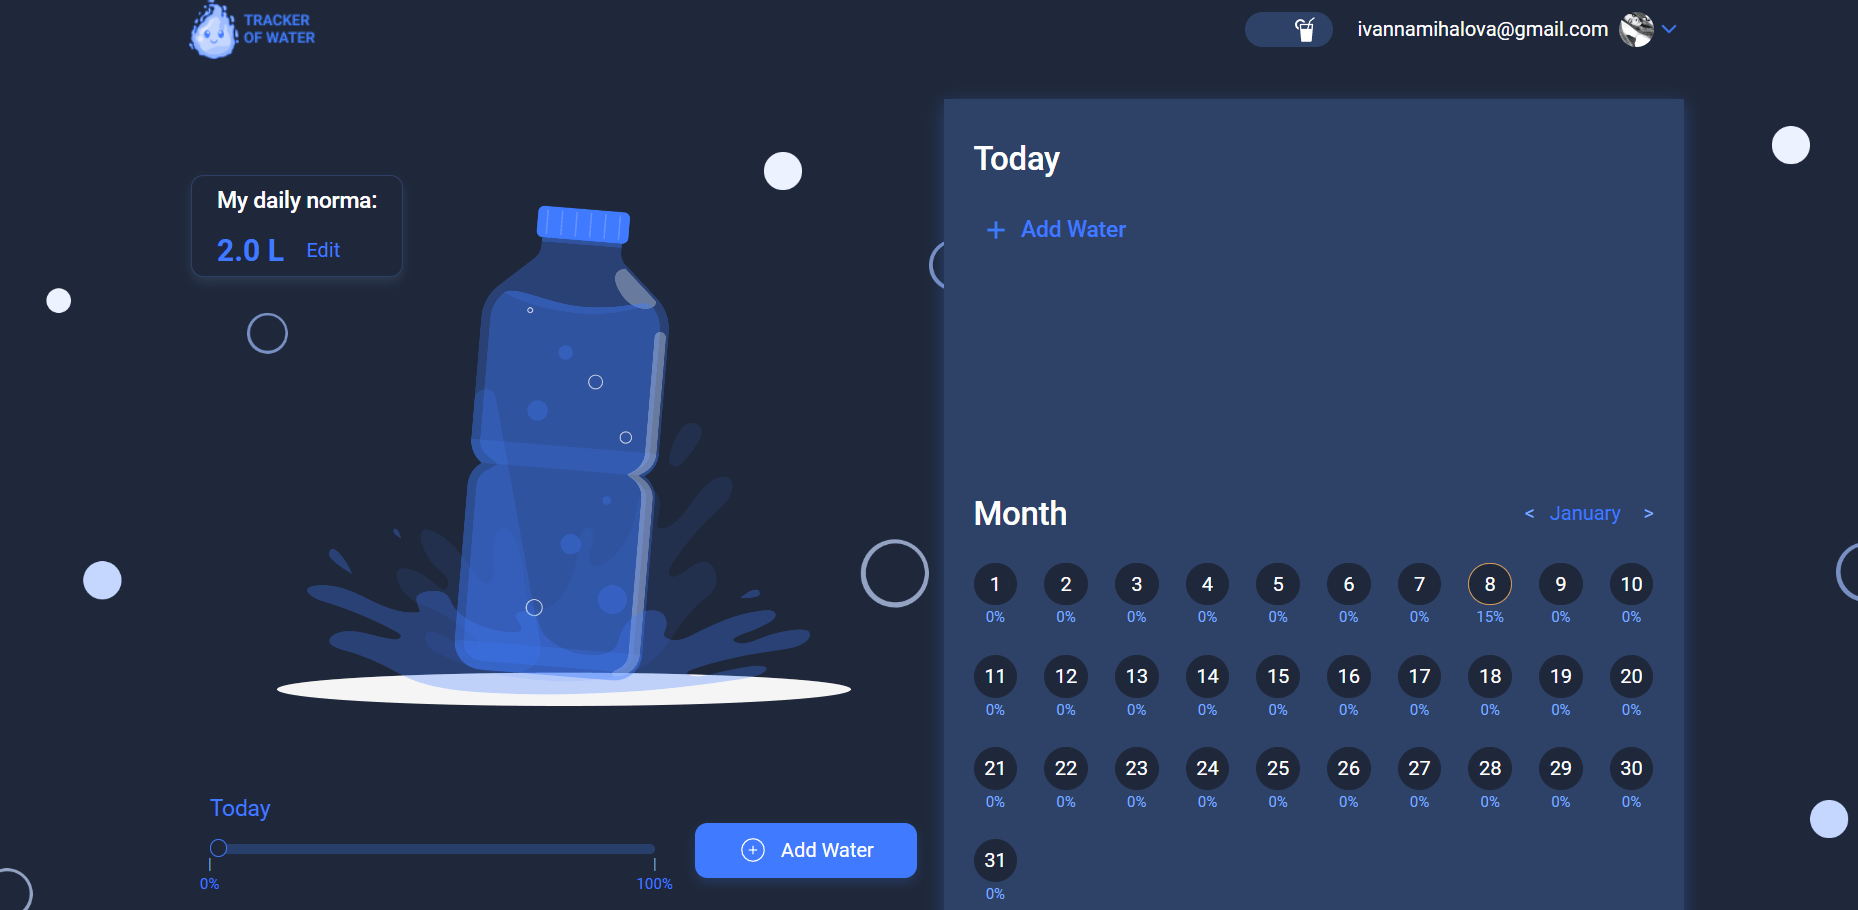 TRACKER
OF WATER
ivannamihalova@gmail.com
My daily norma:
2.0 L Edit
Today
0% 100%
Add Water
Today
+ Add Water
Month
< January >
1 2 3 4 5 6 7 8 9 10
0% 0% 0% 0% 0% 0% 0% 15% 0% 0%
11 12 13 14 15 16 17 18 19 20
0% 0% 0% 0% 0% 0% 0% 0% 0% 0%
21 22 23 24 25 26 27 28 29 30
0% 0% 0% 0% 0% 0% 0% 0% 0% 0%
31
0%